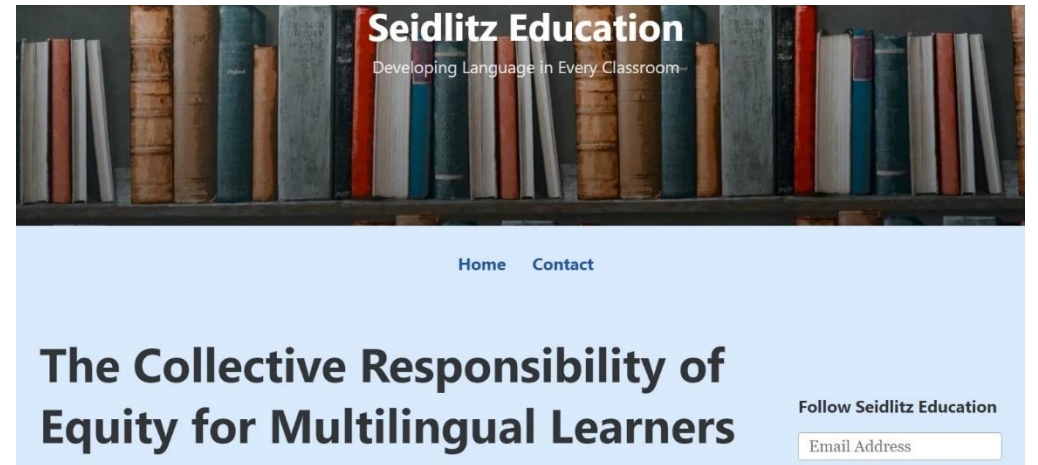 Seidlitz Education
Developing Language in Every Classroom
Home Contact
The Collective Responsibility of
Equity for Multilingual Learners
Follow Seidlitz Education
Email Address